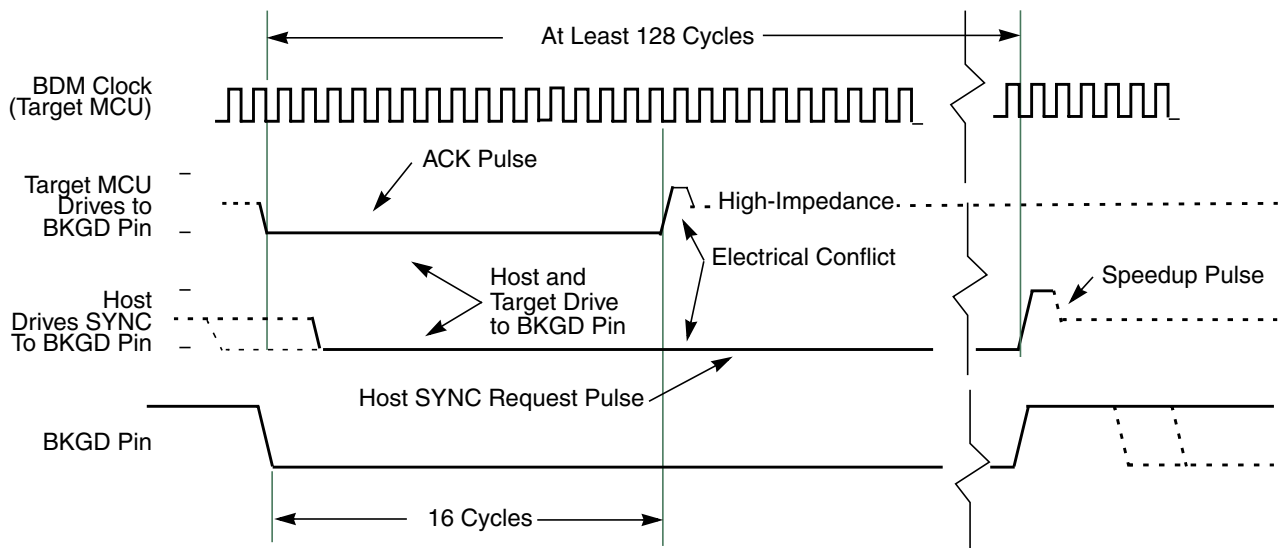 At Least 128 Cycles
BDM Clock
(Target MCU)
ACK Pulse
Target MCU
Drives to
BKGD Pin
High-Impedance
Electrical Conflict
Host and
Target Drive
to BKGD Pin
Speedup Pulse
Host
Drives SYNC
To BKGD Pin
Host SYNC Request Pulse
BKGD Pin
16 Cycles